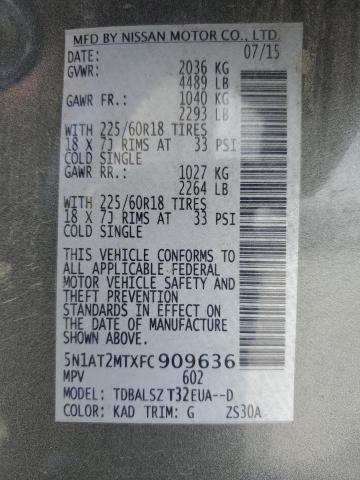 MFD BY NISSAN MOTOR CO., LTD.
DATE: 07/15
GVWR: 2036 KG
4489 LB
GAWR FR.: 1040 KG
2293 LB
WITH 225/60R18 TIRES
18 X 7J RIMS AT 33 PSI
COLD SINGLE
GAWR RR.: 1027 KG
2264 LB
WITH 225/60R18 TIRES
18 X 7J RIMS AT 33 PSI
COLD SINGLE
THIS VEHICLE CONFORMS TO
ALL APPLICABLE FEDERAL
MOTOR VEHICLE SAFETY AND
THEFT PREVENTION
STANDARDS IN EFFECT ON
THE DATE OF MANUFACTURE
SHOWN ABOVE.
5N1AT2MTXFC909636
MPV 602
MODEL: TDBALSZ T32EUA--D
COLOR: KAD TRIM: G ZS30A